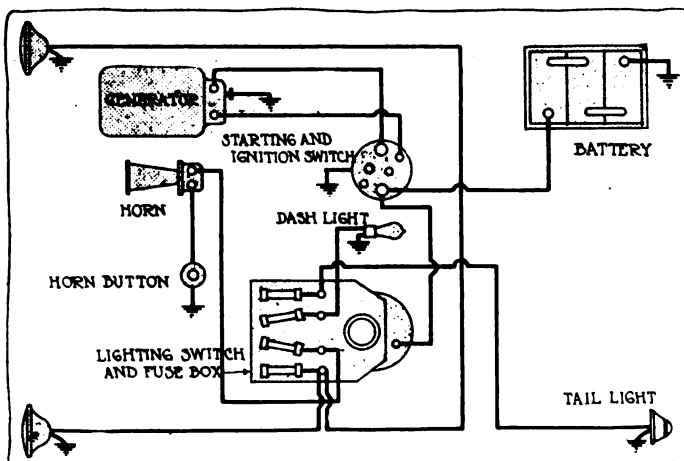 GENERATOR
STARTING AND
IGNITION SWITCH
BATTERY
HORN
DASH LIGHT
HORN BUTTON
LIGHTING SWITCH
AND FUSE BOX
TAIL LIGHT